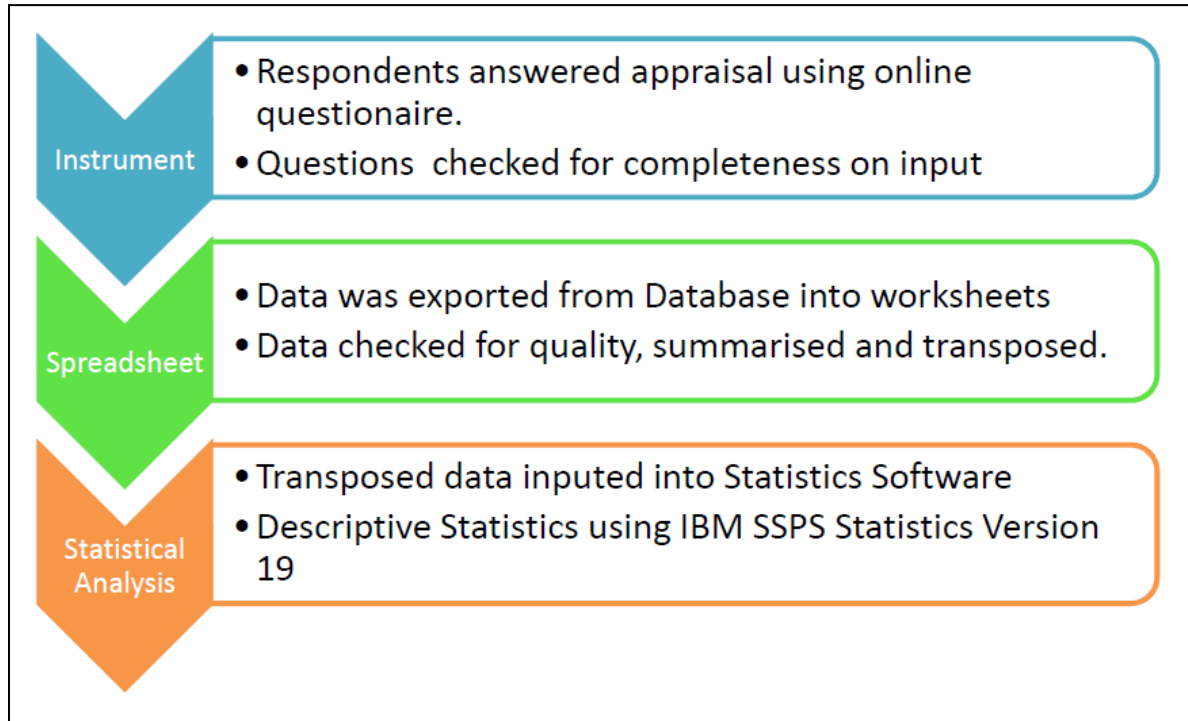 Instrument
• Respondents answered appraisal using online
questionaire.
• Questions checked for completeness on input
Spreadsheet
• Data was exported from Database into worksheets
• Data checked for quality, summarised and transposed.
Statistical
Analysis
• Transposed data inputed into Statistics Software
• Descriptive Statistics using IBM SSPS Statistics Version
19